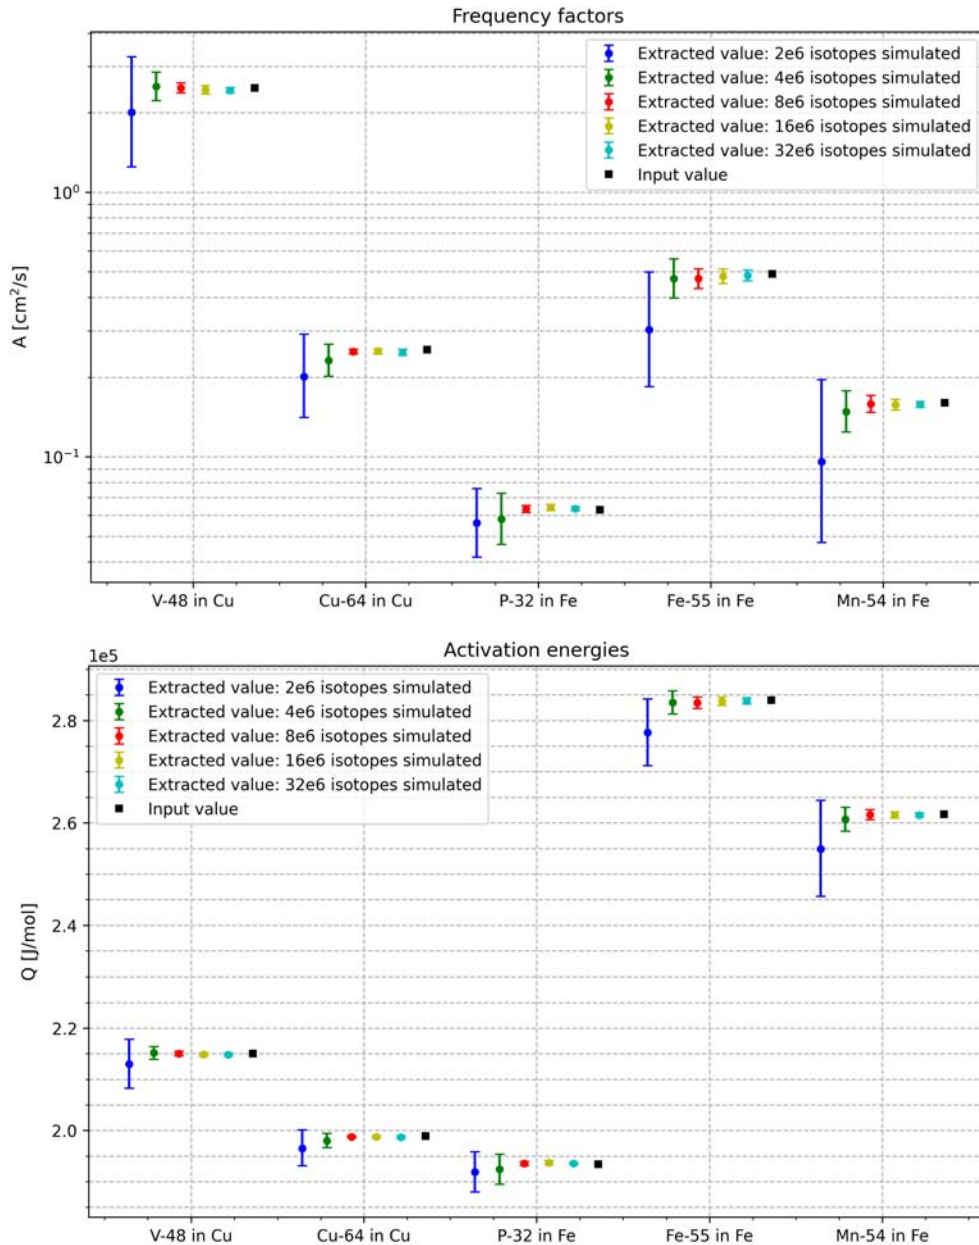 Frequency factors
Extracted value: 2e6 isotopes simulated
Extracted value: 4e6 isotopes simulated
Extracted value: 8e6 isotopes simulated
Extracted value: 16e6 isotopes simulated
Extracted value: 32e6 isotopes simulated
Input value
A [cm²/s]
10⁰
10⁻¹
V-48 in Cu Cu-64 in Cu P-32 in Fe Fe-55 in Fe Mn-54 in Fe
Activation energies
1e5
Extracted value: 2e6 isotopes simulated
Extracted value: 4e6 isotopes simulated
Extracted value: 8e6 isotopes simulated
Extracted value: 16e6 isotopes simulated
Extracted value: 32e6 isotopes simulated
Input value
Q [J/mol]
2.8
2.6
2.4
2.2
2.0
V-48 in Cu Cu-64 in Cu P-32 in Fe Fe-55 in Fe Mn-54 in Fe